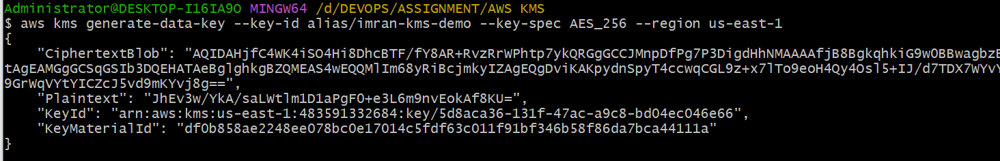 Administrator@DESKTOP-I16IA9O MINGW64 /d/DEVOPS/ASSIGNMENT/AWS KMS
$ aws kms generate-data-key --key-id alias/imran-kms-demo --key-spec AES_256 --region us-east-1
{
    "CiphertextBlob": "AQIDAHjfC4WK4iSO4Hi8DhcBTF/fY8AR+RvzRrWPhtp7ykQRGgGCCJMnpDfPg7P3DigdHhNMAAAAfjB8BgkqhkiG9w0BBwagbzB
tAgEAMGgGCSqGSIb3DQEHATAeBglghkgBZQMEAS4wEQQMlIm68yRiBcjmkyIZAgEQgDviKAKpydnSpyT4ccwqCGL9z+x7lTo9eoH4Qy4Osl5+IJ/d7TDX7WYvY
9GrWqVYtYICZcJ5vd9mKYvj8g==",
    "Plaintext": "JhEv3w/YkA/saLWtlm1D1aPgFO+e3L6m9nvEokAf8KU=",
    "KeyId": "arn:aws:kms:us-east-1:483591332684:key/5d8aca36-131f-47ac-a9c8-bd04ec046e66",
    "KeyMaterialId": "df0b858ae2248ee078bc0e17014c5fdf63c011f91bf346b58f86da7bca44111a"
}